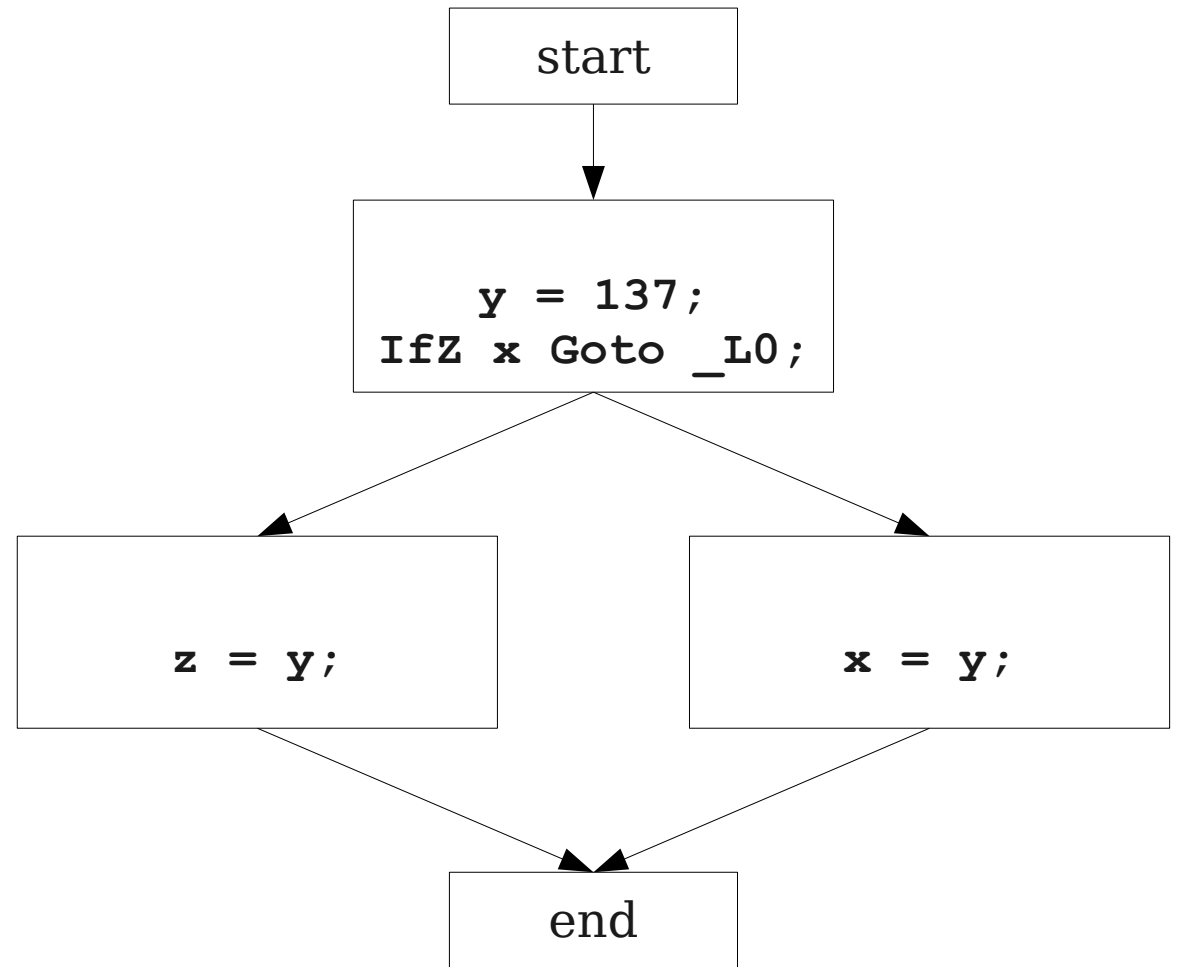 start
y = 137;
IfZ x Goto _L0;
z = y;
x = y;
end